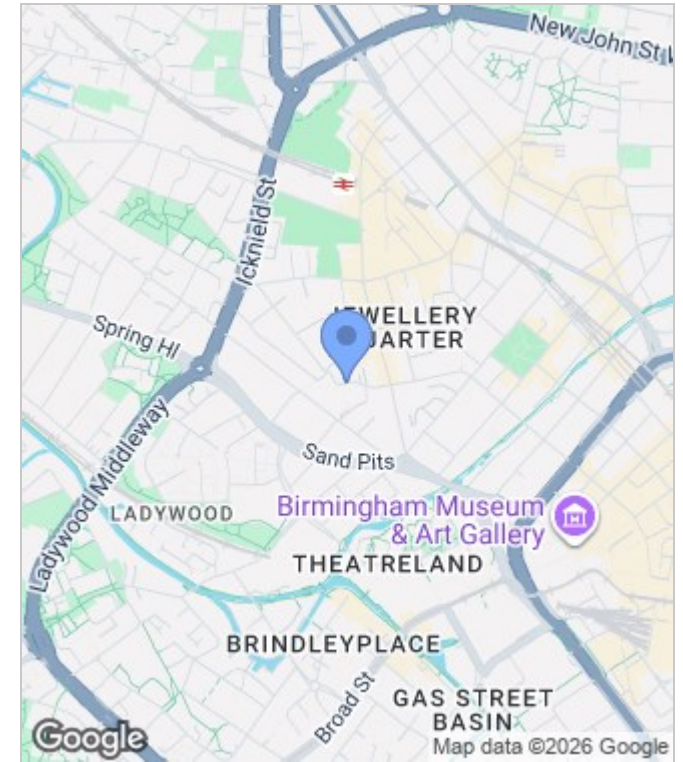 New John St W
Icknield St
JEWELLERY
QUARTER
Spring Hl
Sand Pits
Ladywood Middleway
LADYWOOD
Birmingham Museum
& Art Gallery
THEATRELAND
BRINDLEYPLACE
Broad St
GAS STREET
BASIN
Google
Map data ©2026 Google